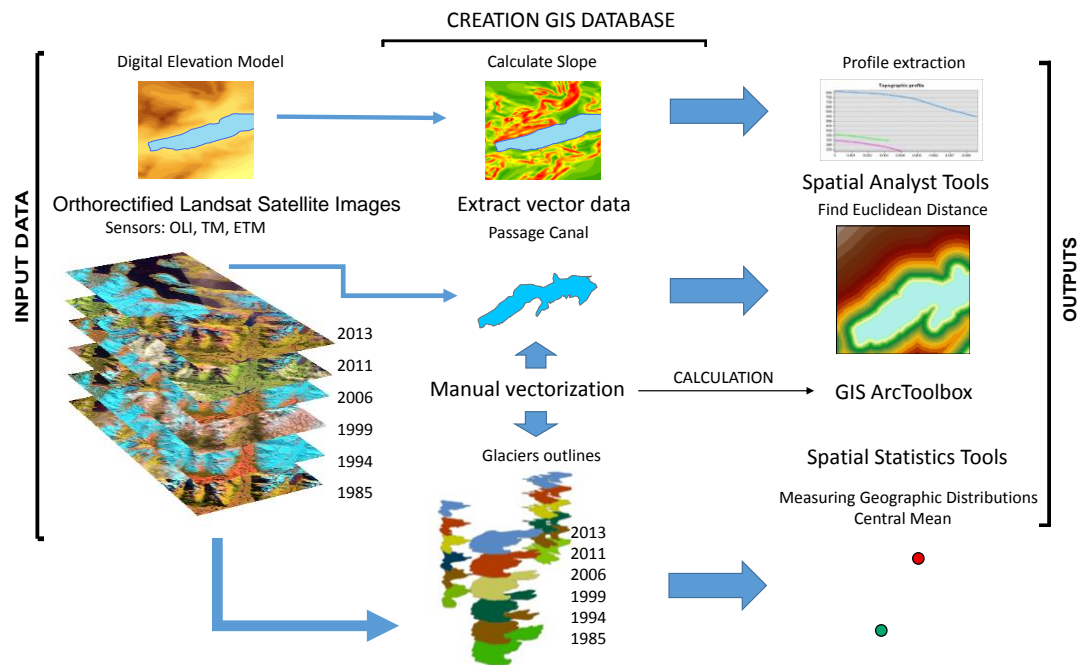 CREATION GIS DATABASE
INPUT DATA
Digital Elevation Model
Calculate Slope
Profile extraction
Topographic profile
Orthorectified Landsat Satellite Images
Sensors: OLI, TM, ETM
Extract vector data
Passage Canal
Spatial Analyst Tools
Find Euclidean Distance
OUTPUTS
2013
2011
2006
1999
1994
1985
Manual vectorization
CALCULATION
GIS ArcToolbox
Glaciers outlines
2013
2011
2006
1999
1994
1985
Spatial Statistics Tools
Measuring Geographic Distributions
Central Mean